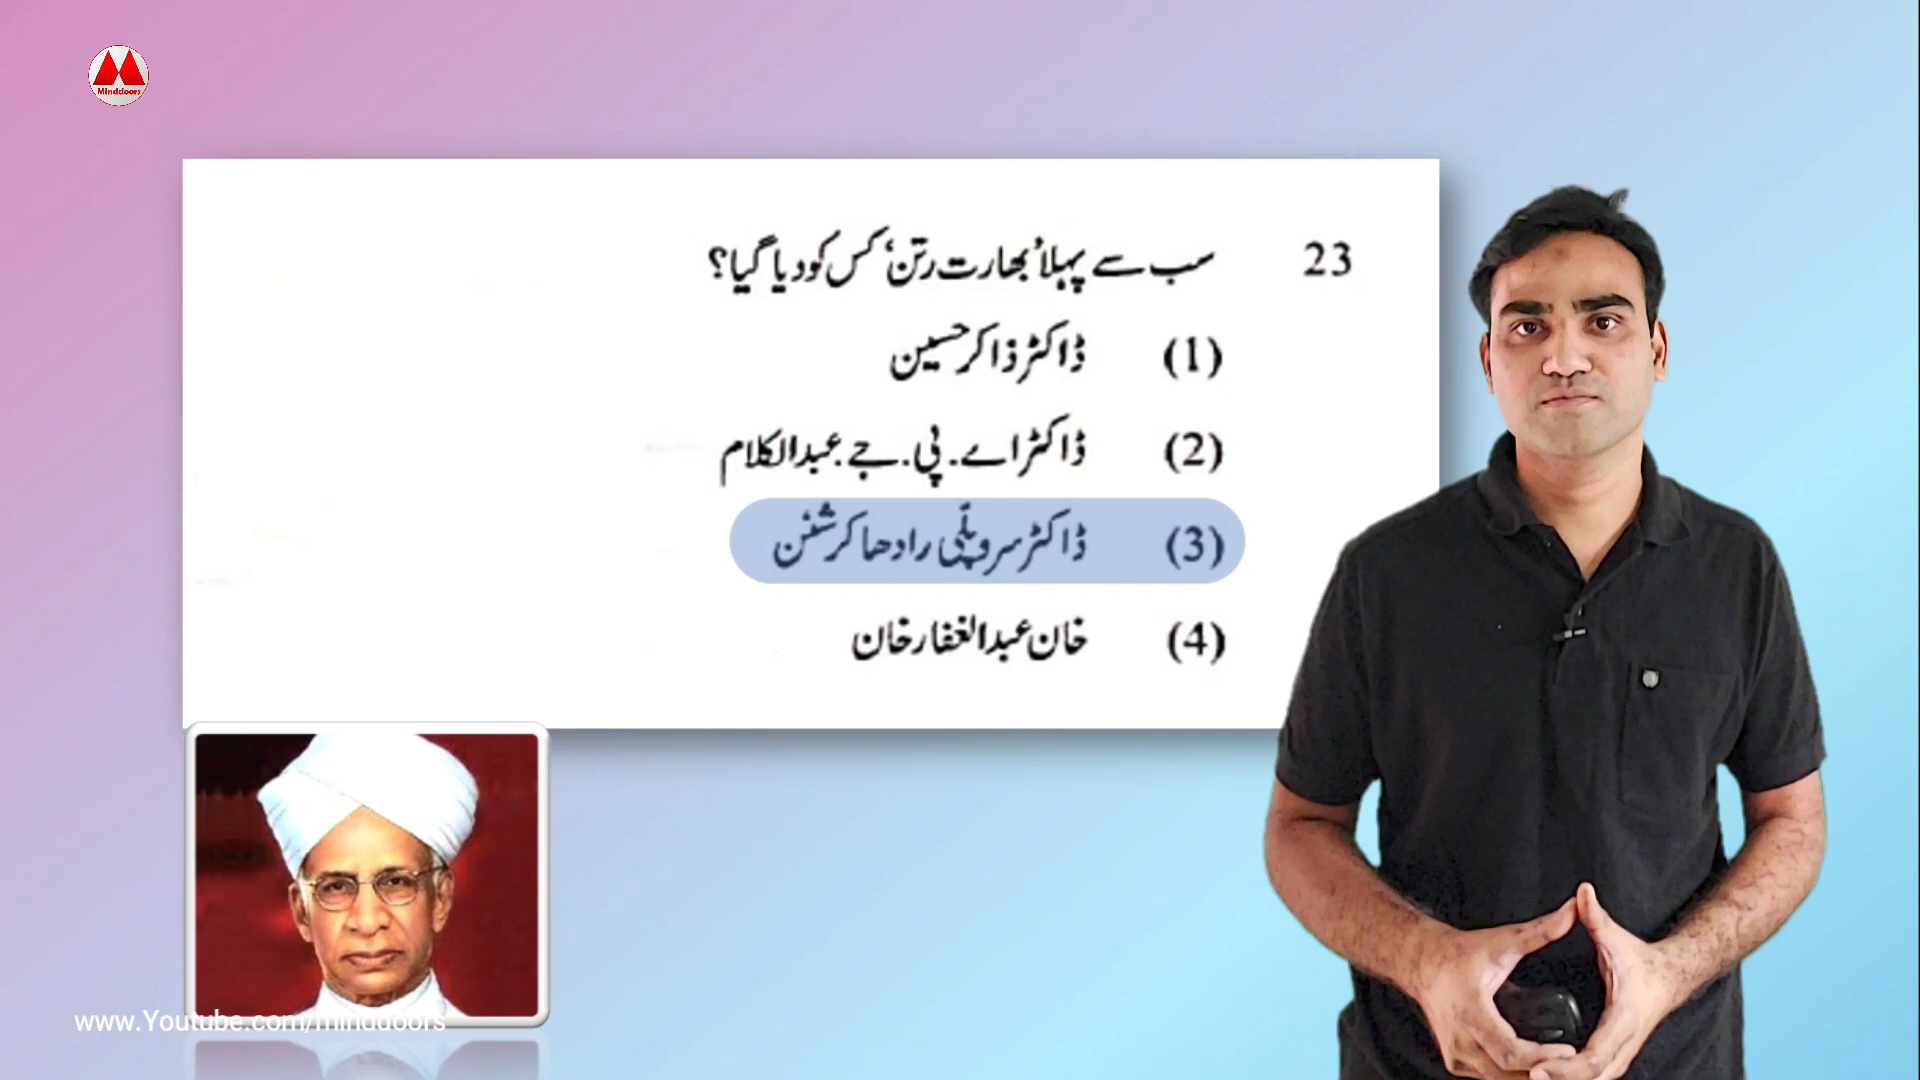 Minddoors
23 سب سے پہلا 'بھارت رتن' کس کو دیا گیا؟
(1) ڈاکٹر ذاکر حسین
(2) ڈاکٹر اے۔ پی۔ جے۔ عبدالکلام
(3) ڈاکٹر سروپلّی رادھا کرشنن
(4) خان عبدالغفار خان
www.Youtube.com/minddoors